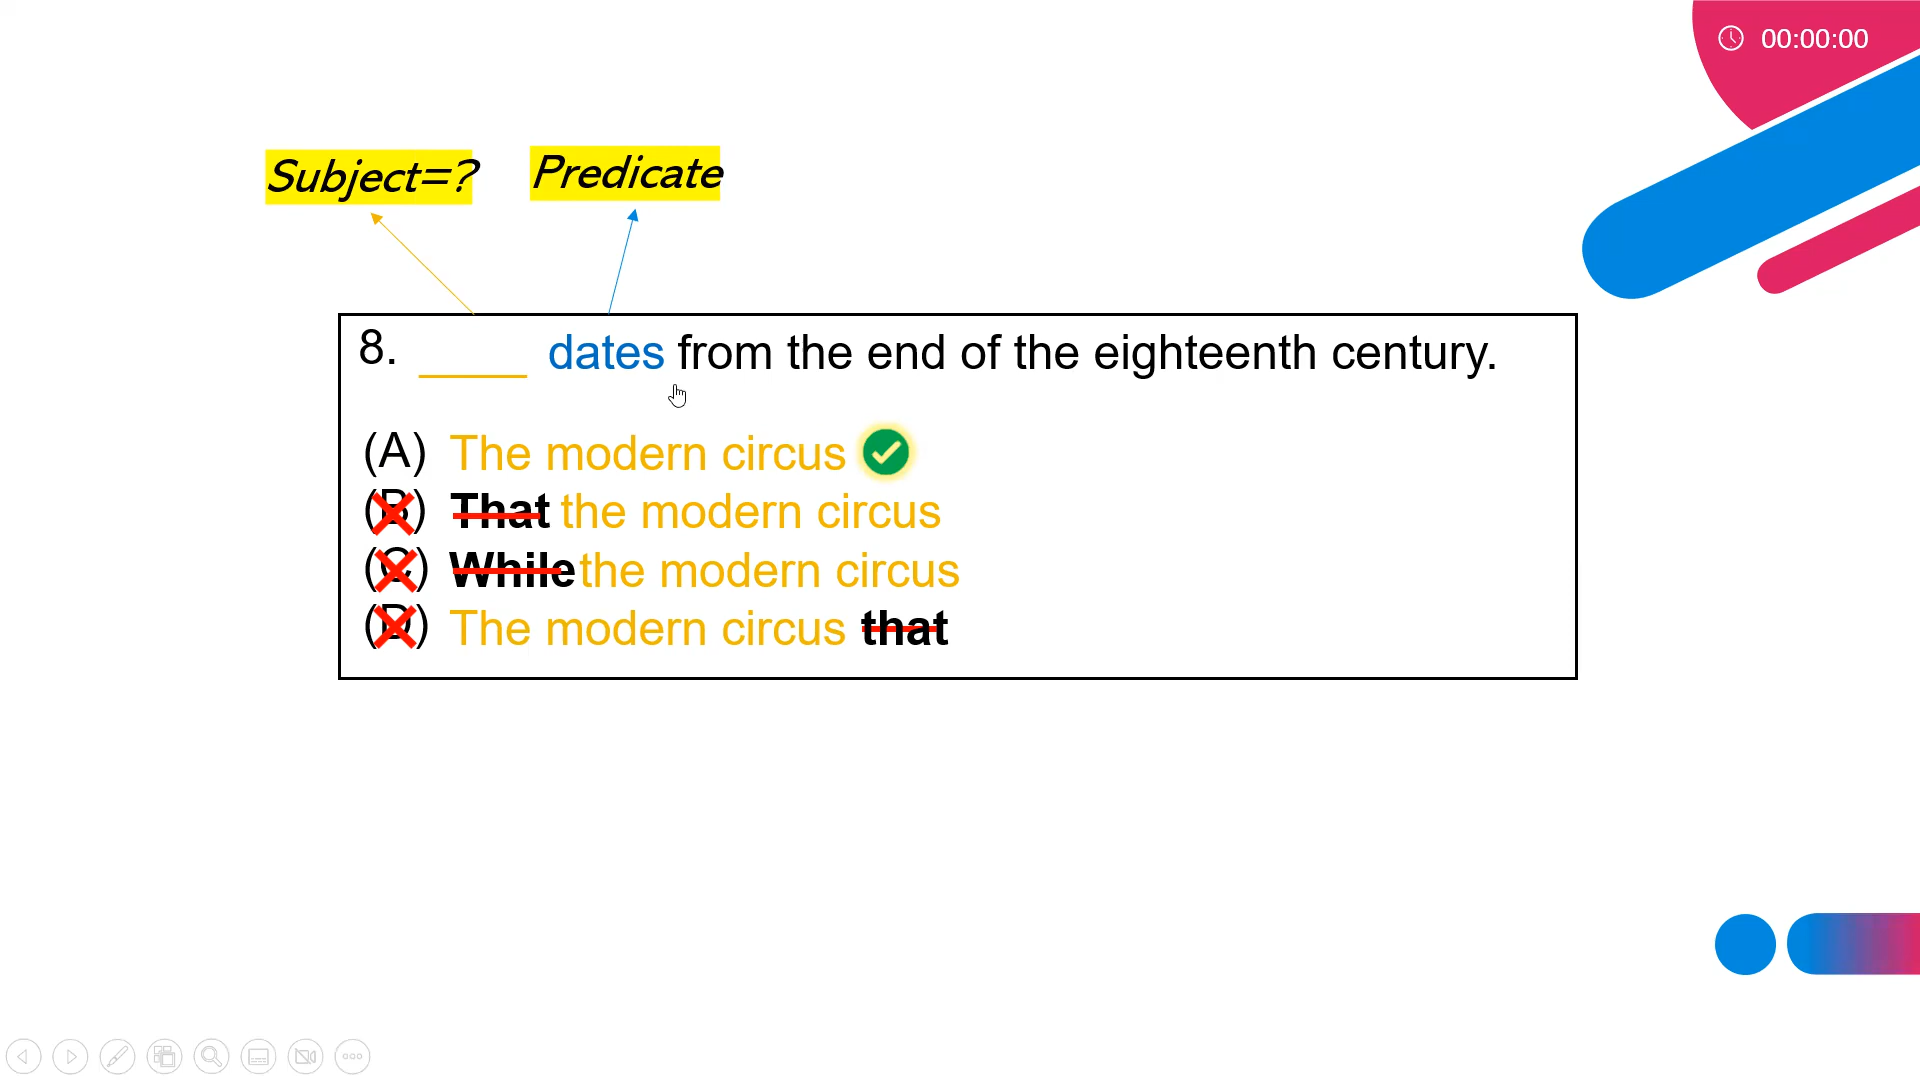 00:00:00
Subject=? Predicate
8. ____ dates from the end of the eighteenth century.
(A) The modern circus
(B) That the modern circus
(C) While the modern circus
(D) The modern circus that